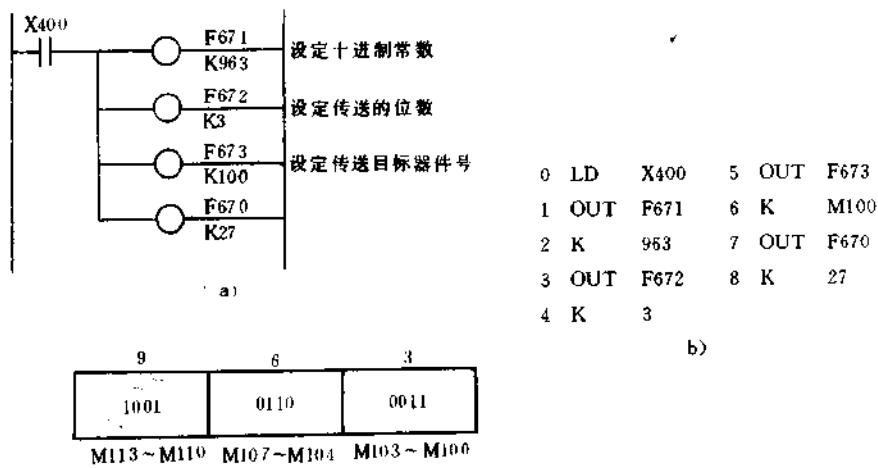 X400
F671
K963
设定十进制常数
F672
K3
设定传送的位数
F673
K100
设定传送目标器件号
F670
K27
a)
0 LD X400 5 OUT F673
1 OUT F671 6 K M100
2 K 963 7 OUT F670
3 OUT F672 8 K 27
4 K 3
b)
9 6 3
1001 0110 0011
M113~M110 M107~M104 M103~M100